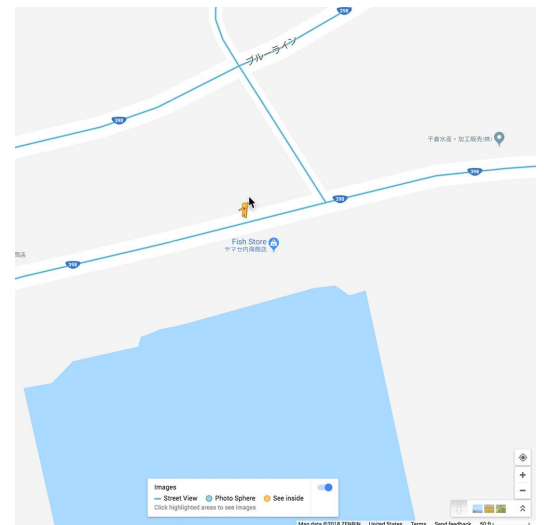 398
ブルーライン
398
千倉水産・加工販売(株)
398
398
Fish Store
ヤマセ内海商店
398
Images
Street View
Photo Sphere
See inside
Click highlighted areas to see images
Map data ©2018 ZENRIN United States Terms Send feedback 50 ft